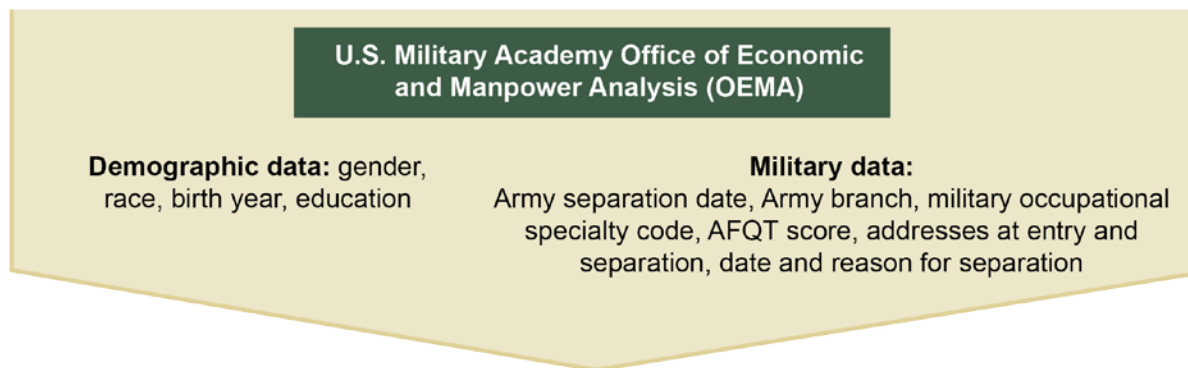 U.S. Military Academy Office of Economic
and Manpower Analysis (OEMA)
Demographic data: gender,
race, birth year, education
Military data:
Army separation date, Army branch, military occupational
specialty code, AFQT score, addresses at entry and
separation, date and reason for separation